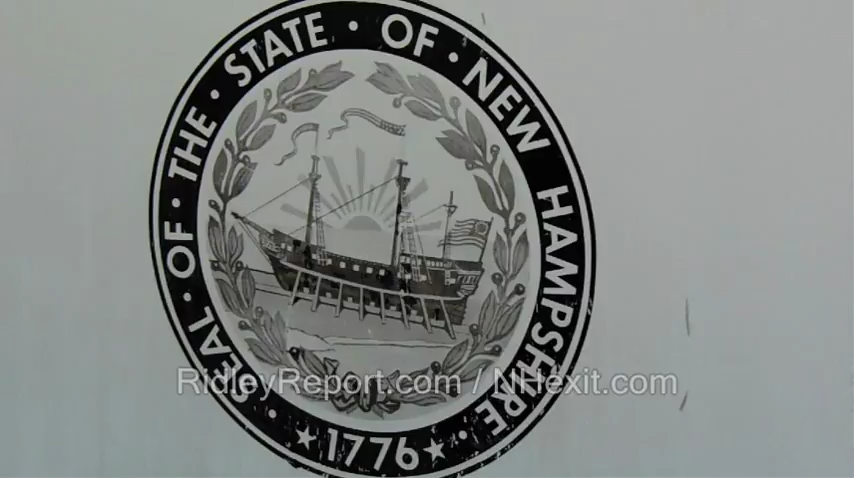 SEAL · OF · THE · STATE · OF · NEW HAMPSHIRE ·
★ 1776 ★
RidleyReport.com / NHexit.com